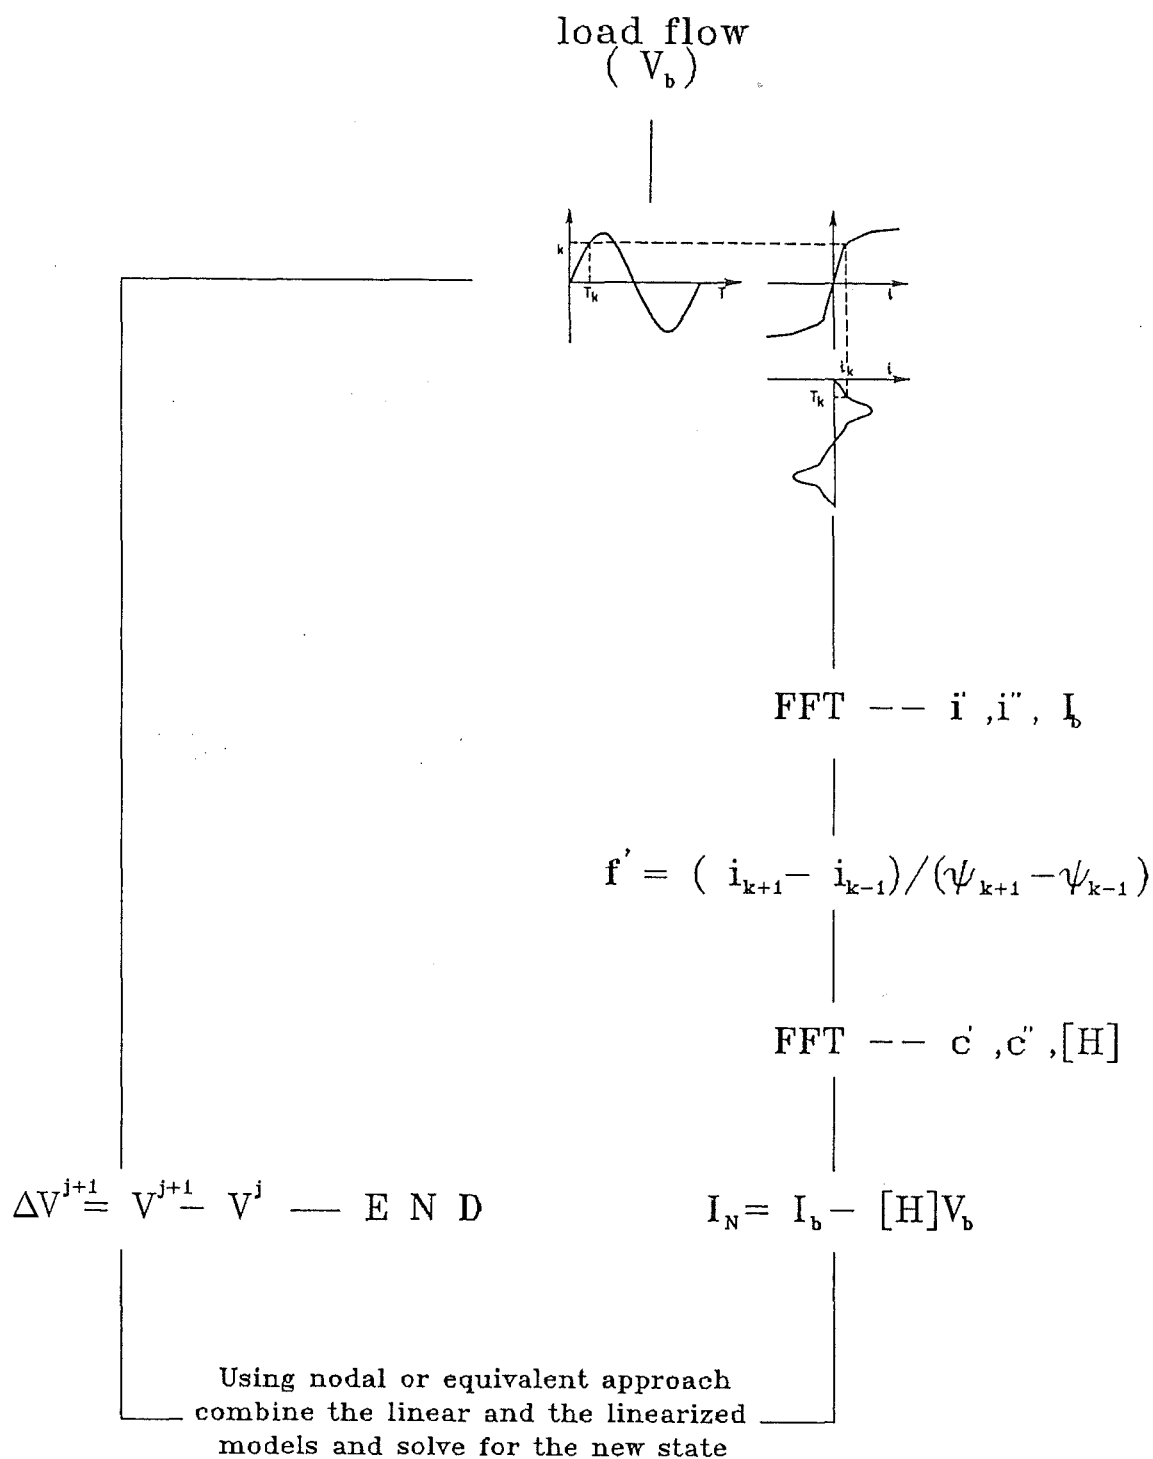 load flow
( V_b )
k
T_k
T
i
i_k
i
T_k
FFT -- i' ,i'', I_b
f' = ( i_{k+1} - i_{k-1})/(ψ_{k+1} - ψ_{k-1})
FFT -- c' ,c'' ,[H]
ΔV^{j+1} = V^{j+1} - V^j — E N D
I_N = I_b - [H]V_b
Using nodal or equivalent approach
combine the linear and the linearized
models and solve for the new state